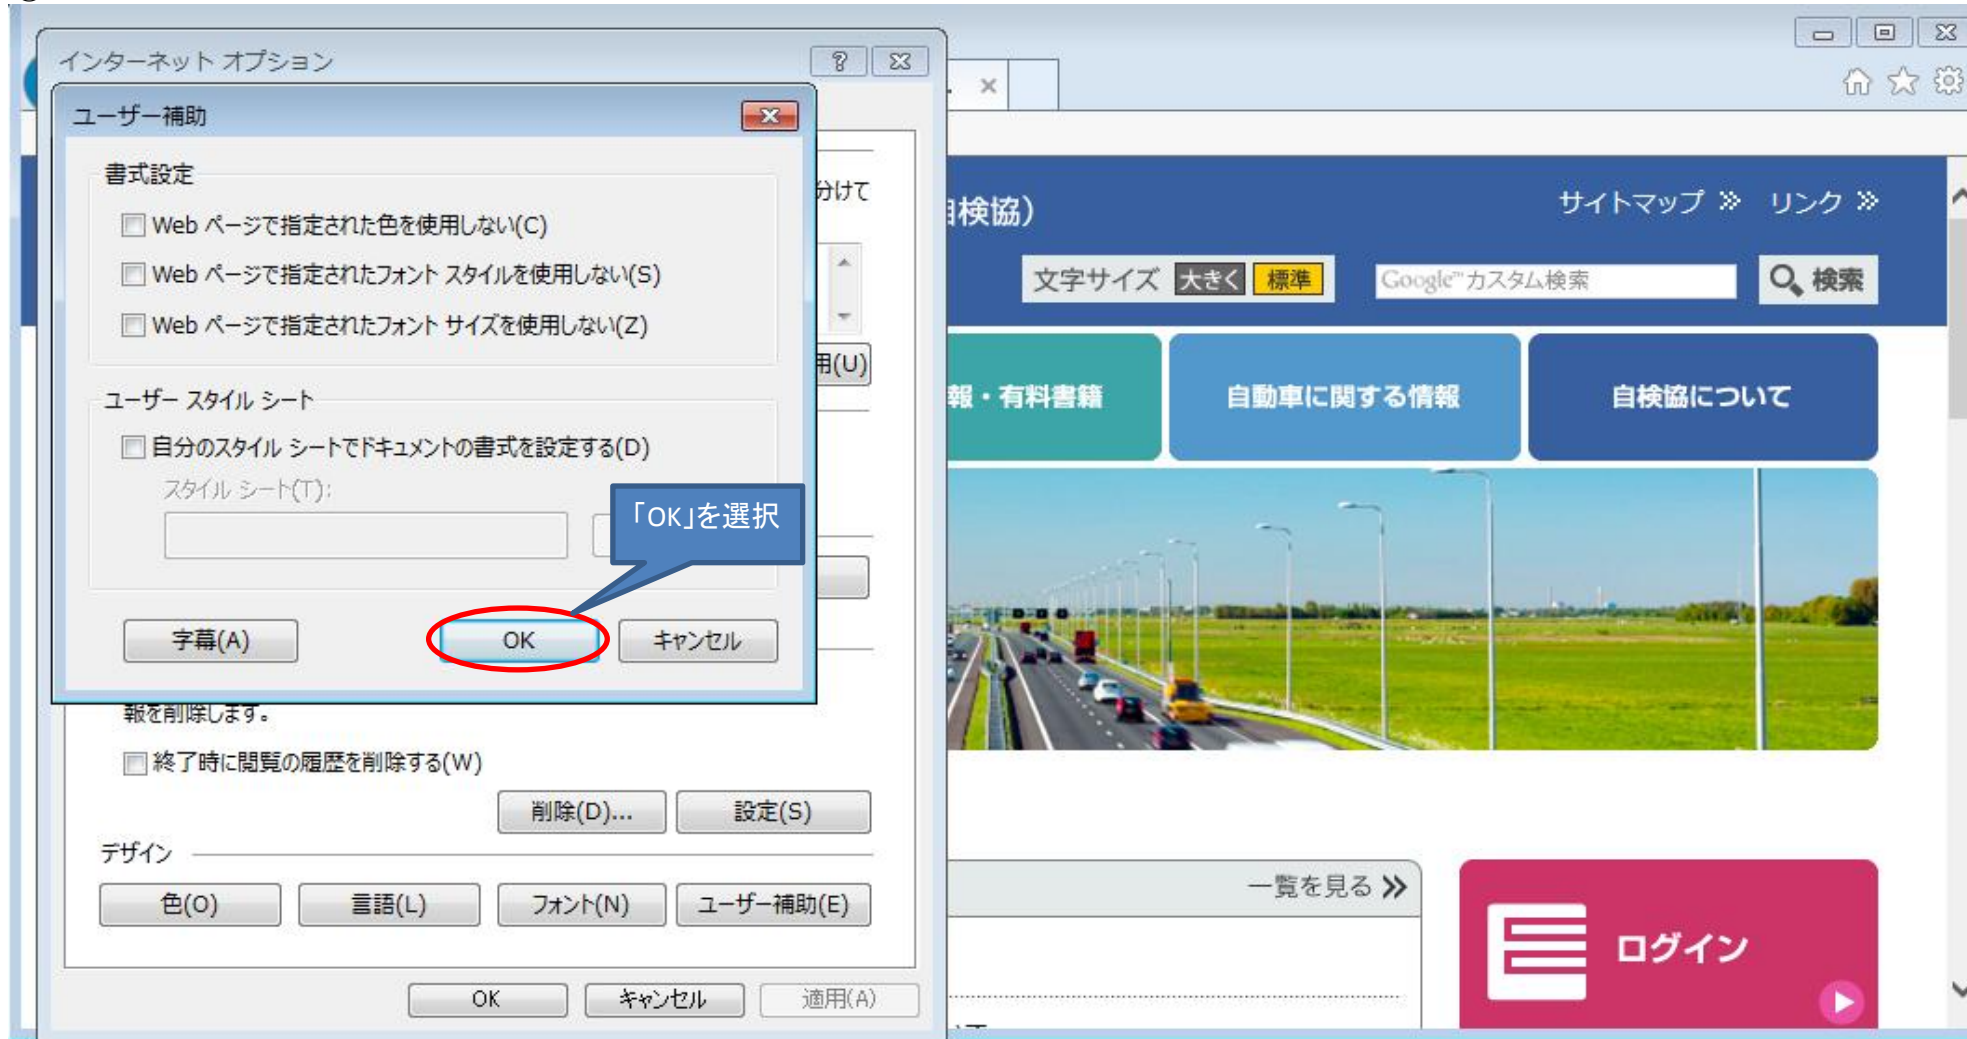 インターネット オプション
ユーザー補助
書式設定
Web ページで指定された色を使用しない(C)
Web ページで指定されたフォント スタイルを使用しない(S)
Web ページで指定されたフォント サイズを使用しない(Z)
ユーザー スタイル シート
自分のスタイル シートでドキュメントの書式を設定する(D)
スタイル シート(T):
「OK」を選択
字幕(A)
OK
キャンセル
分けて
用(U)
報を削除します。
終了時に閲覧の履歴を削除する(W)
削除(D)...
設定(S)
デザイン
色(O)
言語(L)
フォント(N)
ユーザー補助(E)
OK
キャンセル
適用(A)
検協)
サイトマップ
リンク
文字サイズ
大きく
標準
Google™カスタム検索
検索
報・有料書籍
自動車に関する情報
自検協について
一覧を見る
ログイン